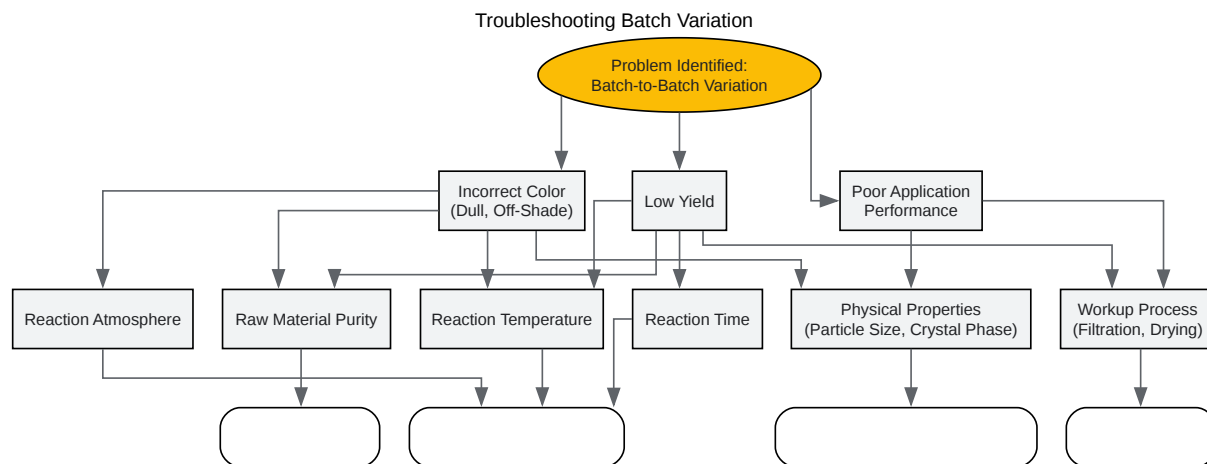 Troubleshooting Batch Variation
Problem Identified:
Batch-to-Batch Variation
Incorrect Color
(Dull, Off-Shade)
Low Yield
Poor Application
Performance
Reaction Atmosphere
Raw Material Purity
Reaction Temperature
Reaction Time
Physical Properties
(Particle Size, Crystal Phase)
Workup Process
(Filtration, Drying)